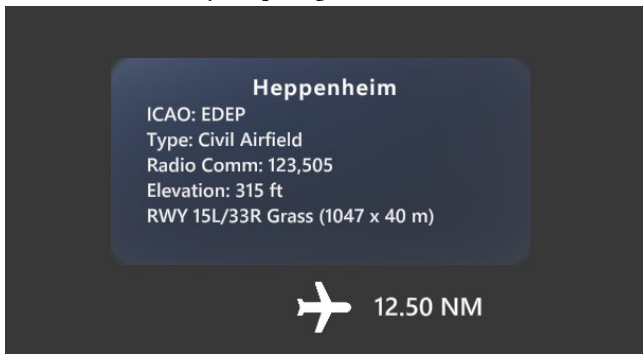 Heppenheim
ICAO: EDEP
Type: Civil Airfield
Radio Comm: 123,505
Elevation: 315 ft
RWY 15L/33R Grass (1047 x 40 m)
12.50 NM